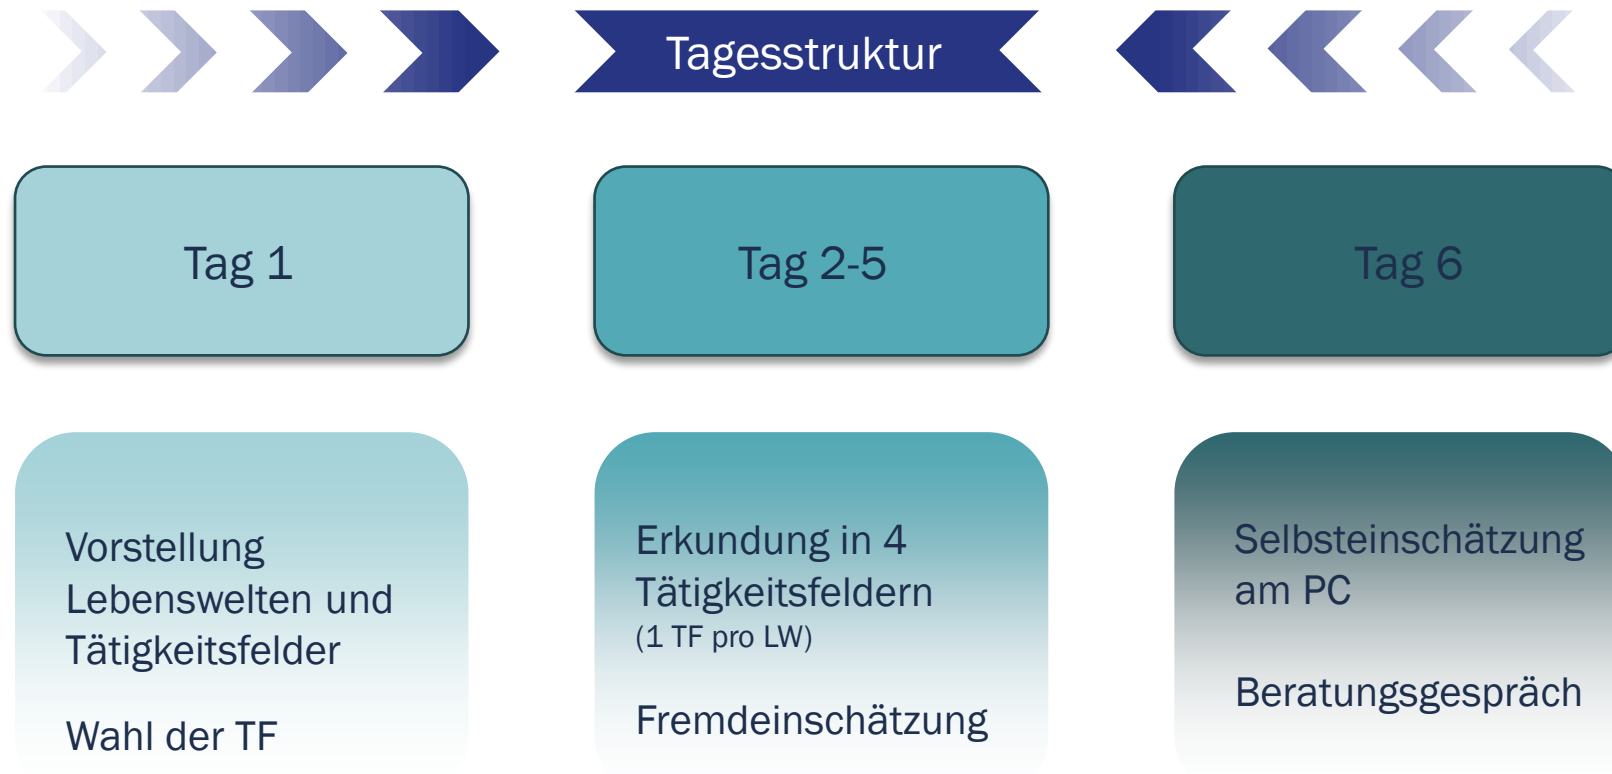 Tagesstruktur
Tag 1
Tag 2-5
Tag 6
Vorstellung
Lebenswelten und
Tätigkeitsfelder
Wahl der TF
Erkundung in 4
Tätigkeitsfeldern
(1 TF pro LW)
Fremdeinschätzung
Selbsteinschätzung
am PC
Beratungsgespräch